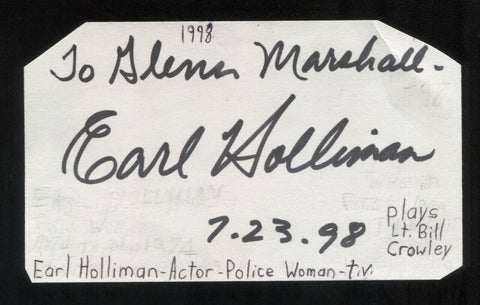 1998
To Glenn Marshall-
Earl Holliman
7.23.98
plays
Lt. Bill
Crowley
Earl Holliman-Actor-Police Woman-t.v.